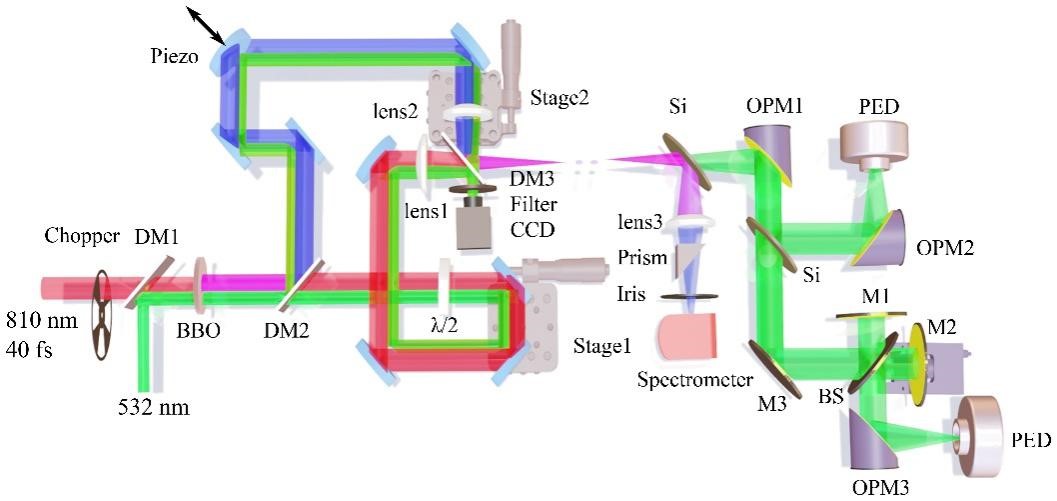 Piezo
lens2
Stage2
Si
OPM1
PED
lens1
DM3
Filter
CCD
lens3
Prism
Iris
Spectrometer
Si
OPM2
Chopper
DM1
810 nm
40 fs
BBO
DM2
λ/2
Stage1
532 nm
M1
M2
M3
BS
PED
OPM3